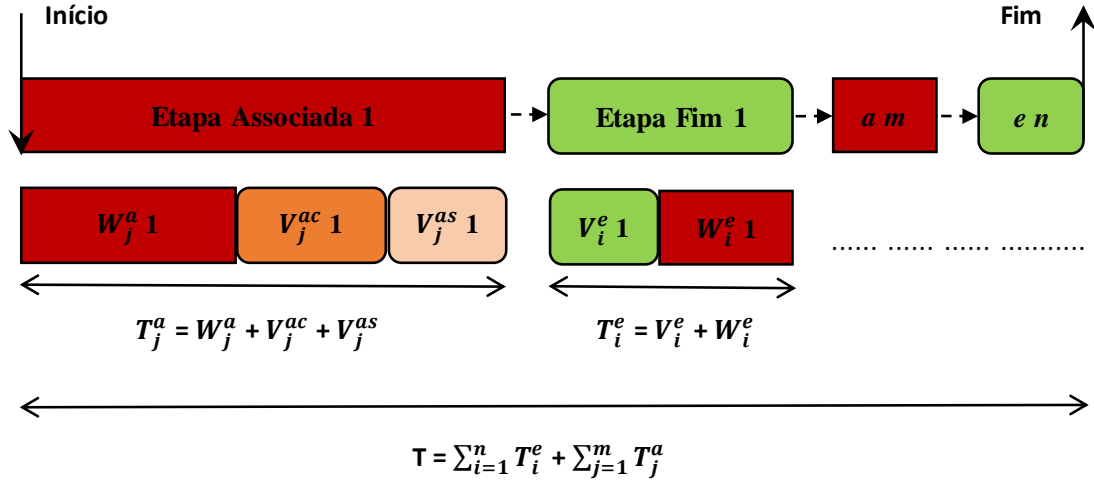 Início Fim
Etapa Associada 1 Etapa Fim 1 a m e n
W_j^a 1 V_j^{ac} 1 V_j^{as} 1 V_i^e 1 W_i^e 1 ...... ...... ...... ...........
T_j^a = W_j^a + V_j^{ac} + V_j^{as} T_i^e = V_i^e + W_i^e
T = ∑_{i=1}^n T_i^e + ∑_{j=1}^m T_j^a